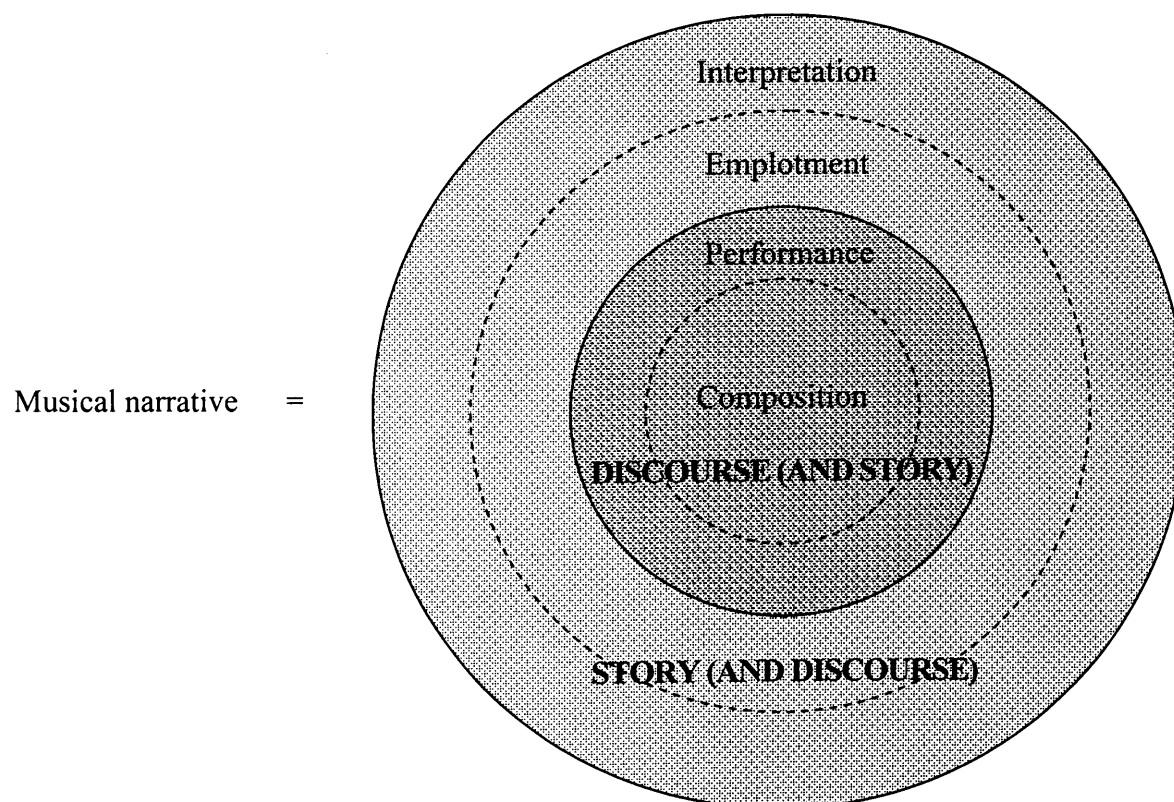 Interpretation
Emplotment
Performance
Musical narrative =
Composition
DISCOURSE (AND STORY)
STORY (AND DISCOURSE)